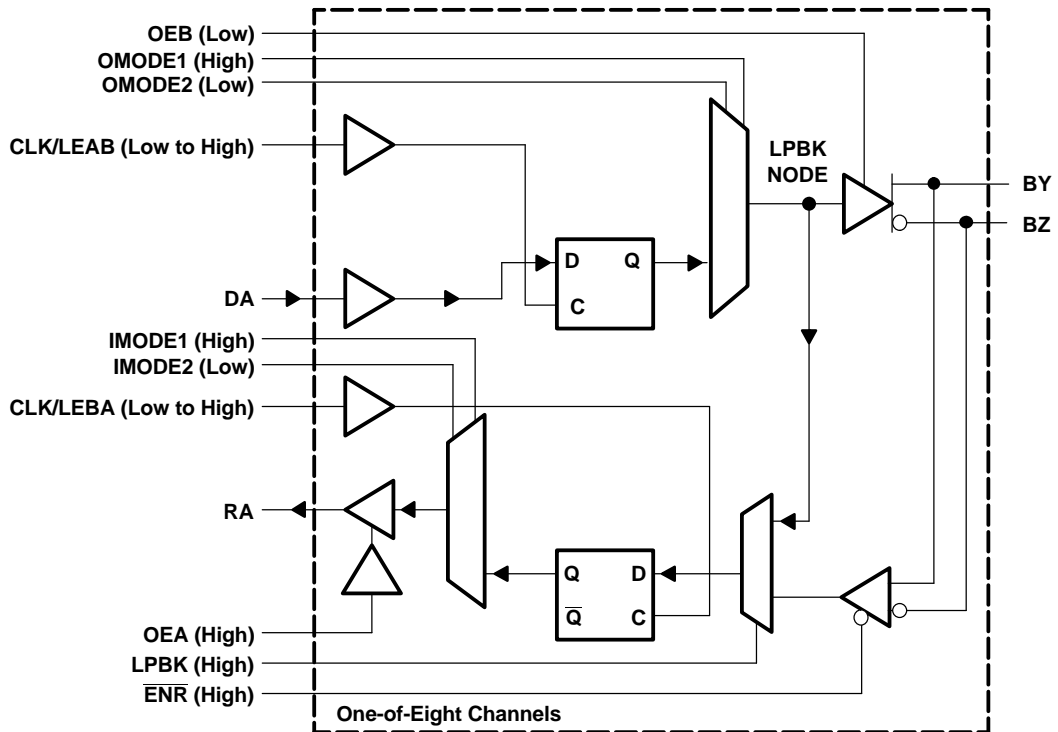 OEB (Low)
OMODE1 (High)
OMODE2 (Low)
CLK/LEAB (Low to High)
LPBK
NODE
BY
BZ
D Q
C
DA
IMODE1 (High)
IMODE2 (Low)
CLK/LEBA (Low to High)
RA
Q D
Q̅ C
OEA (High)
LPBK (High)
E̅N̅R̅ (High)
One-of-Eight Channels